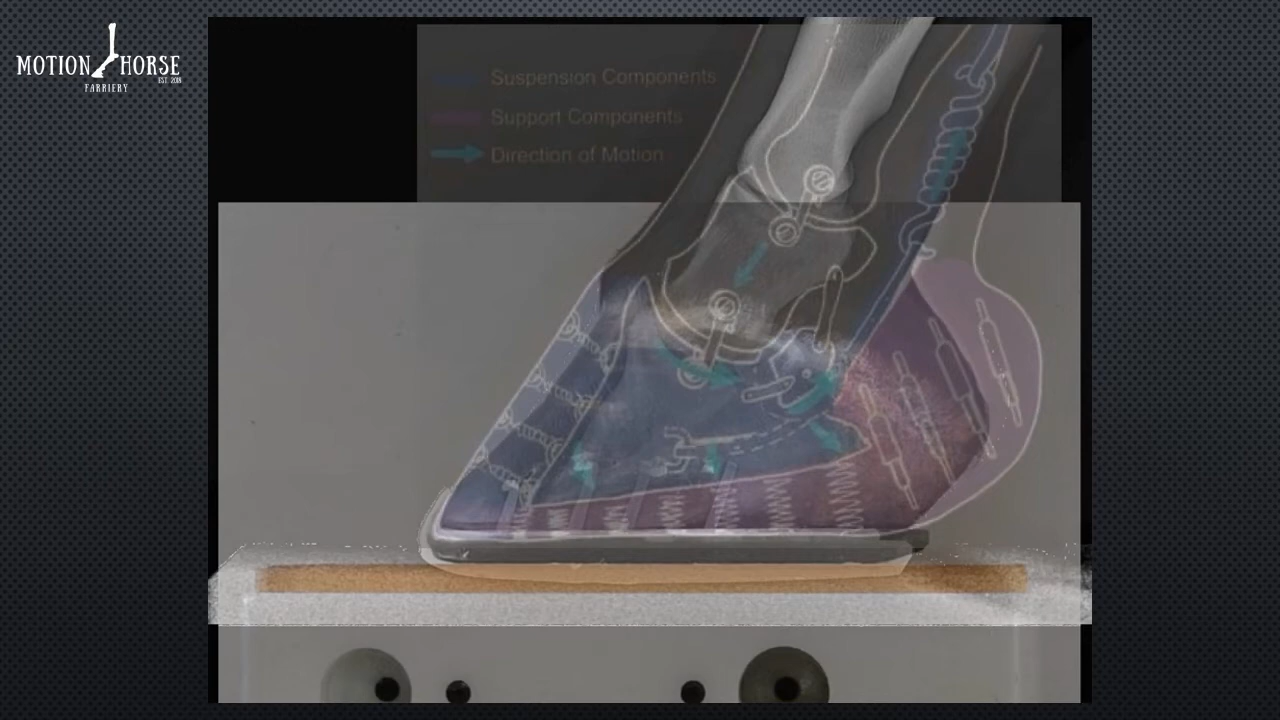 MOTION HORSE
EST. 2018
FARRIERY
Suspension Components
Support Components
Direction of Motion